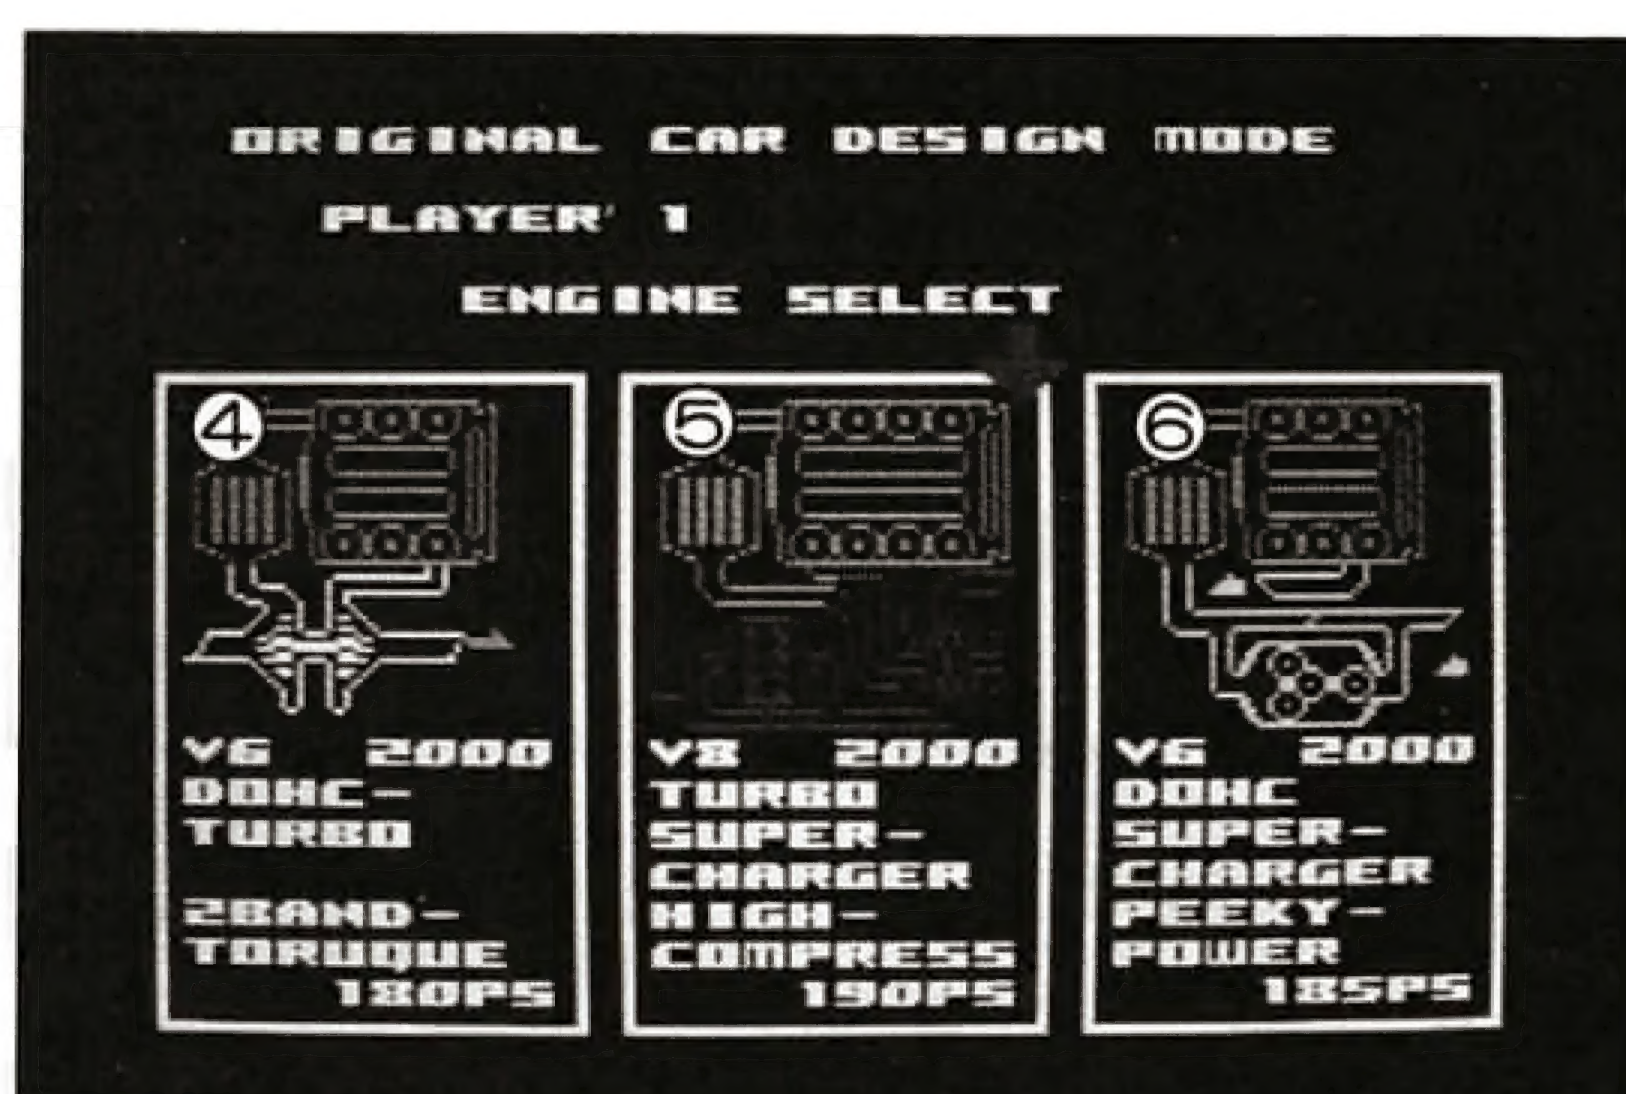 ORIGINAL CAR DESIGN MODE
PLAYER' 1
ENGINE SELECT
④
V6 2000
DOHC-
TURBO
2BAND-
TORUQUE
180PS
⑤
V8 2000
TURBO
SUPER-
CHARGER
HIGH-
COMPRESS
190PS
⑥
V6 2000
DOHC
SUPER-
CHARGER
PEEKY-
POWER
185PS